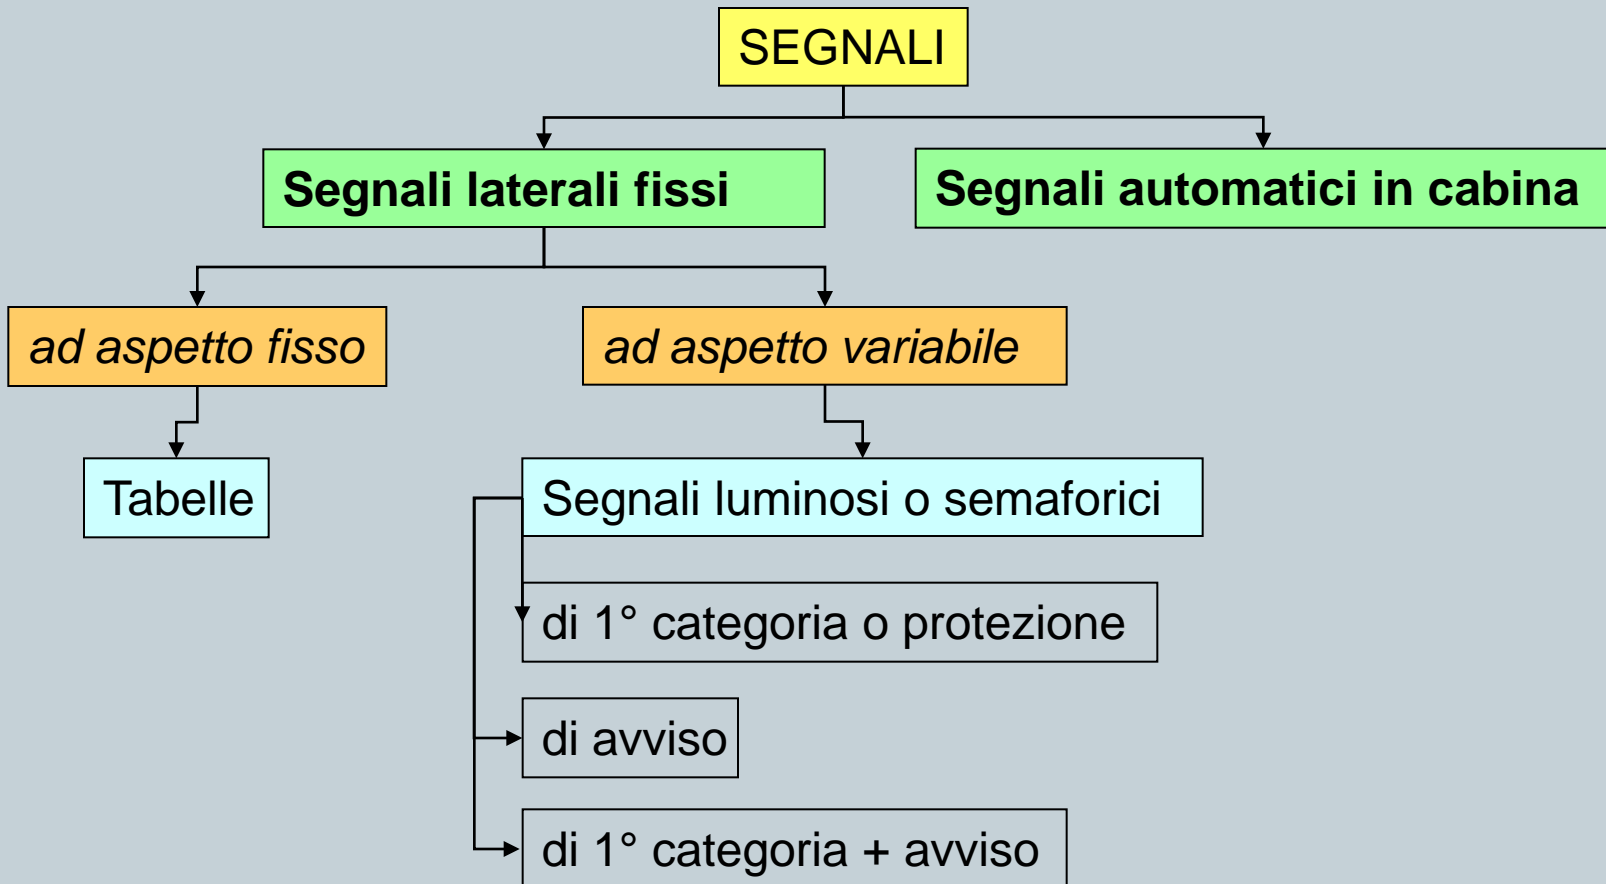 SEGNALI
Segnali laterali fissi
Segnali automatici in cabina
ad aspetto fisso
ad aspetto variabile
Tabelle
Segnali luminosi o semaforici
di 1° categoria o protezione
di avviso
di 1° categoria + avviso